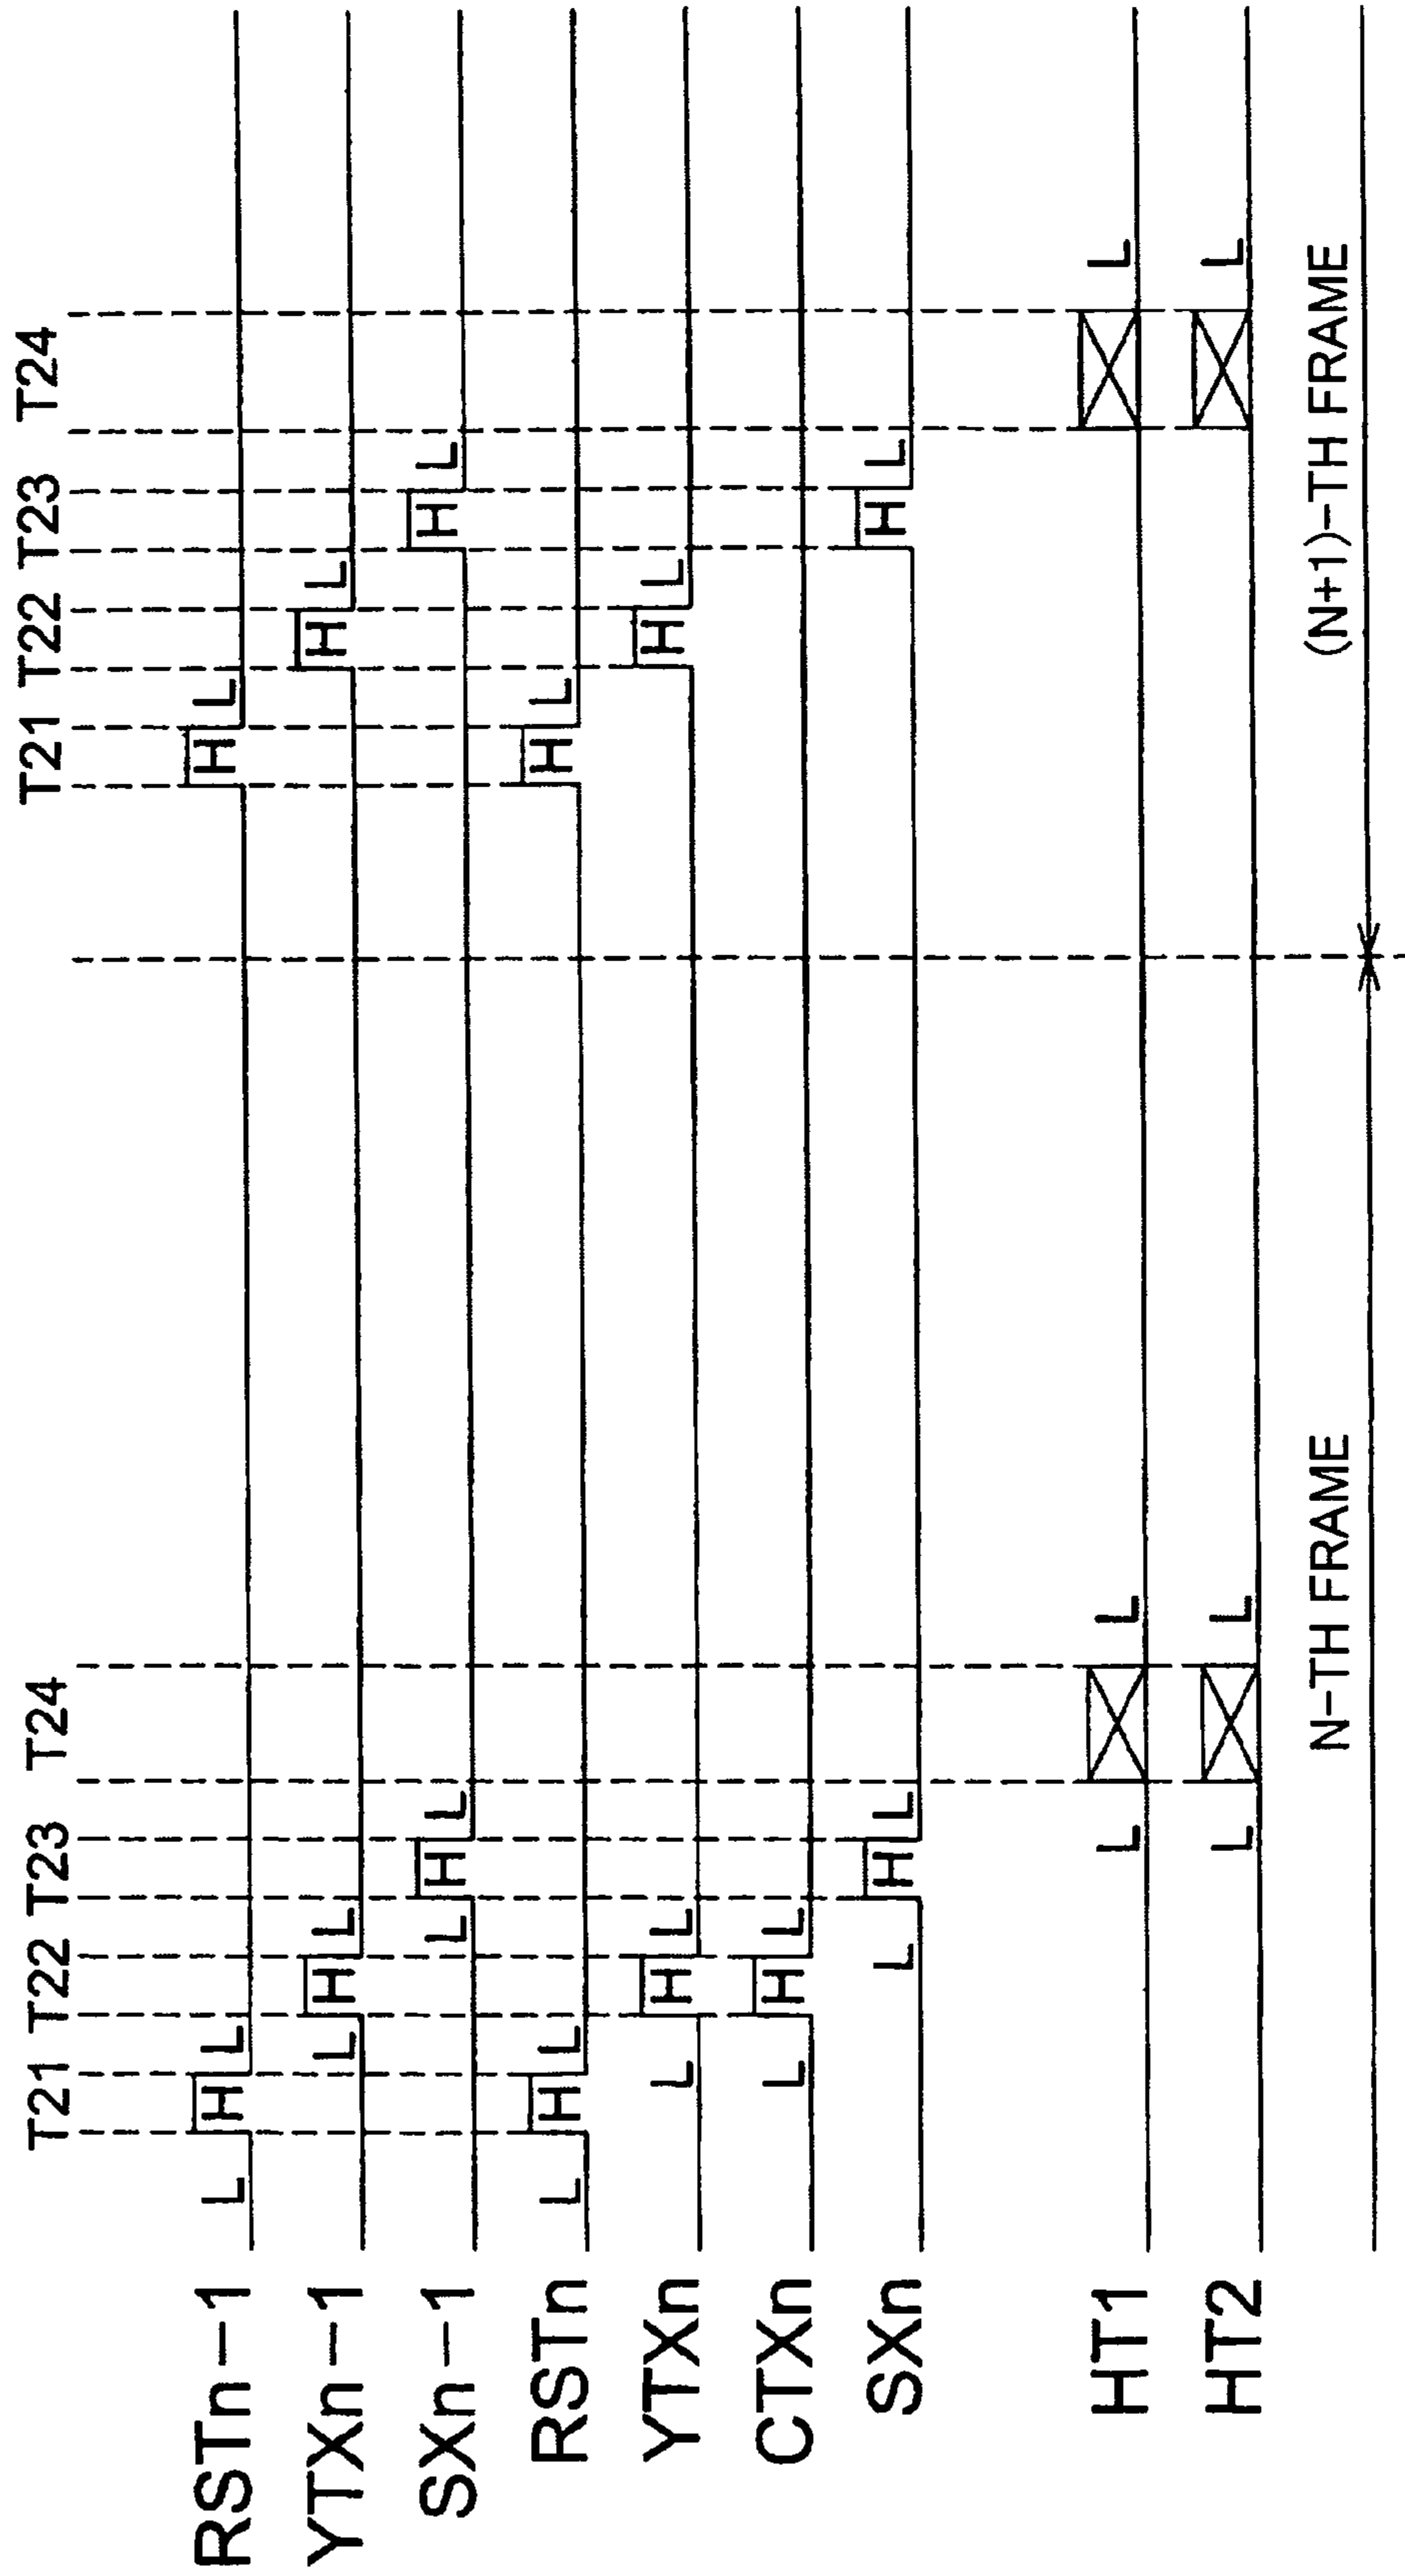 T21 T22 T23 T24 T21 T22 T23 T24
RSTn-1 L H L H L
YTXn-1 L H L H L
SXn-1 L H L H L
RSTn L H L H L
YTXn L H L H L
CTXn L H L
SXn L H L H L
HT1 L L L
HT2 L L L
N-TH FRAME (N+1)-TH FRAME